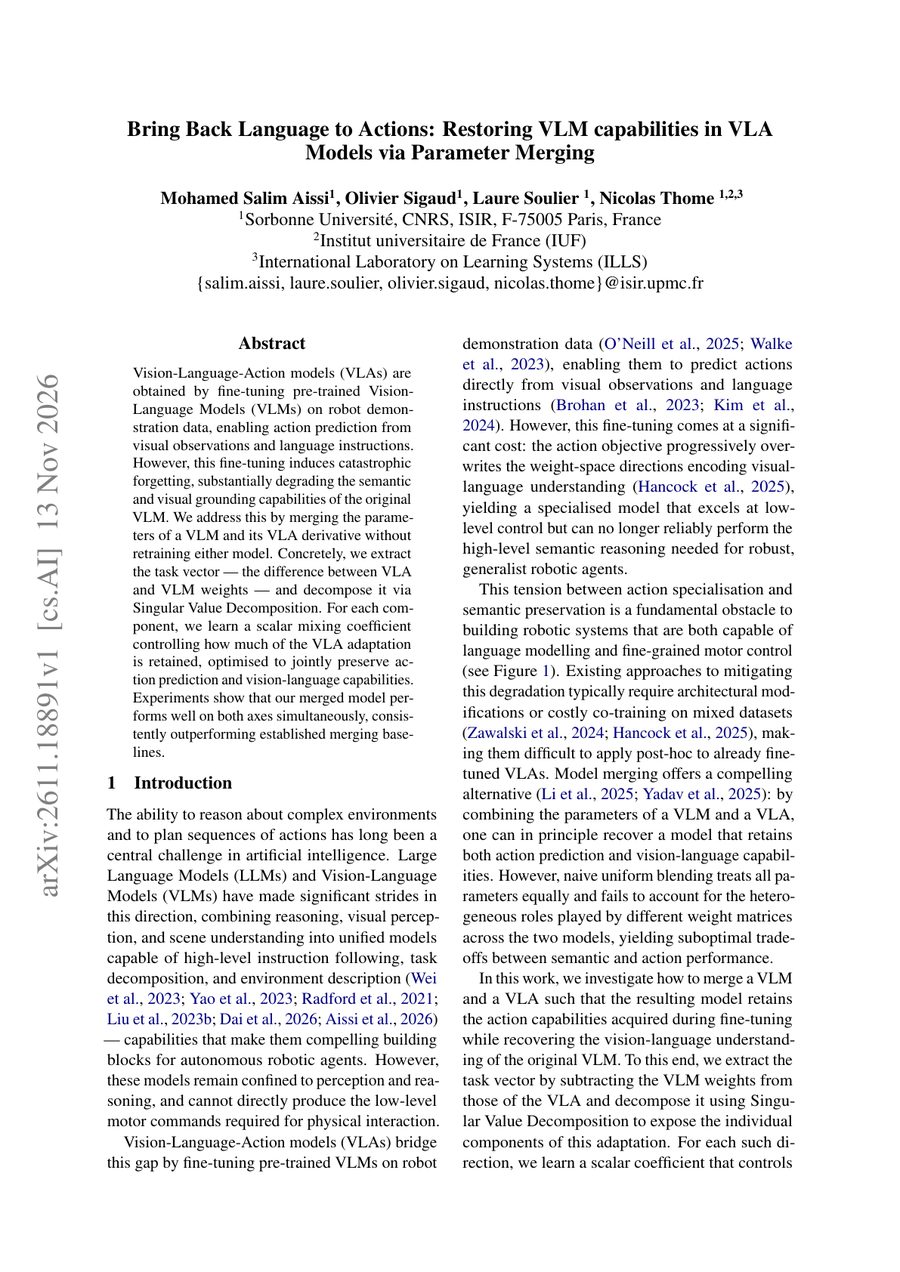 Bring Back Language to Actions: Restoring VLM capabilities in VLA
Models via Parameter Merging
Mohamed Salim Aissi1, Olivier Sigaud1, Laure Soulier 1, Nicolas Thome 1,2,3
1Sorbonne Université, CNRS, ISIR, F-75005 Paris, France
2Institut universitaire de France (IUF)
3International Laboratory on Learning Systems (ILLS)
{salim.aissi, laure.soulier, olivier.sigaud, nicolas.thome}@isir.upmc.fr
arXiv:2611.18891v1 [cs.AI] 13 Nov 2026
Abstract
Vision-Language-Action models (VLAs) are
obtained by fine-tuning pre-trained Vision-
Language Models (VLMs) on robot demon-
stration data, enabling action prediction from
visual observations and language instructions.
However, this fine-tuning induces catastrophic
forgetting, substantially degrading the semantic
and visual grounding capabilities of the original
VLM. We address this by merging the parame-
ters of a VLM and its VLA derivative without
retraining either model. Concretely, we extract
the task vector — the difference between VLA
and VLM weights — and decompose it via
Singular Value Decomposition. For each com-
ponent, we learn a scalar mixing coefficient
controlling how much of the VLA adaptation
is retained, optimised to jointly preserve ac-
tion prediction and vision-language capabilities.
Experiments show that our merged model per-
forms well on both axes simultaneously, consis-
tently outperforming established merging base-
lines.
1 Introduction
The ability to reason about complex environments
and to plan sequences of actions has long been a
central challenge in artificial intelligence. Large
Language Models (LLMs) and Vision-Language
Models (VLMs) have made significant strides in
this direction, combining reasoning, visual percep-
tion, and scene understanding into unified models
capable of high-level instruction following, task
decomposition, and environment description (Wei
et al., 2023; Yao et al., 2023; Radford et al., 2021;
Liu et al., 2023b; Dai et al., 2026; Aissi et al., 2026)
— capabilities that make them compelling building
blocks for autonomous robotic agents. However,
these models remain confined to perception and rea-
soning, and cannot directly produce the low-level
motor commands required for physical interaction.
Vision-Language-Action models (VLAs) bridge
this gap by fine-tuning pre-trained VLMs on robot
demonstration data (O'Neill et al., 2025; Walke
et al., 2023), enabling them to predict actions
directly from visual observations and language
instructions (Brohan et al., 2023; Kim et al.,
2024). However, this fine-tuning comes at a signifi-
cant cost: the action objective progressively over-
writes the weight-space directions encoding visual-
language understanding (Hancock et al., 2025),
yielding a specialised model that excels at low-
level control but can no longer reliably perform the
high-level semantic reasoning needed for robust,
generalist robotic agents.
This tension between action specialisation and
semantic preservation is a fundamental obstacle to
building robotic systems that are both capable of
language modelling and fine-grained motor control
(see Figure 1). Existing approaches to mitigating
this degradation typically require architectural mod-
ifications or costly co-training on mixed datasets
(Zawalski et al., 2024; Hancock et al., 2025), mak-
ing them difficult to apply post-hoc to already fine-
tuned VLAs. Model merging offers a compelling
alternative (Li et al., 2025; Yadav et al., 2025): by
combining the parameters of a VLM and a VLA,
one can in principle recover a model that retains
both action prediction and vision-language capabil-
ities. However, naive uniform blending treats all pa-
rameters equally and fails to account for the hetero-
geneous roles played by different weight matrices
across the two models, yielding suboptimal trade-
offs between semantic and action performance.
In this work, we investigate how to merge a VLM
and a VLA such that the resulting model retains
the action capabilities acquired during fine-tuning
while recovering the vision-language understand-
ing of the original VLM. To this end, we extract the
task vector by subtracting the VLM weights from
those of the VLA and decompose it using Singu-
lar Value Decomposition to expose the individual
components of this adaptation. For each such di-
rection, we learn a scalar coefficient that controls